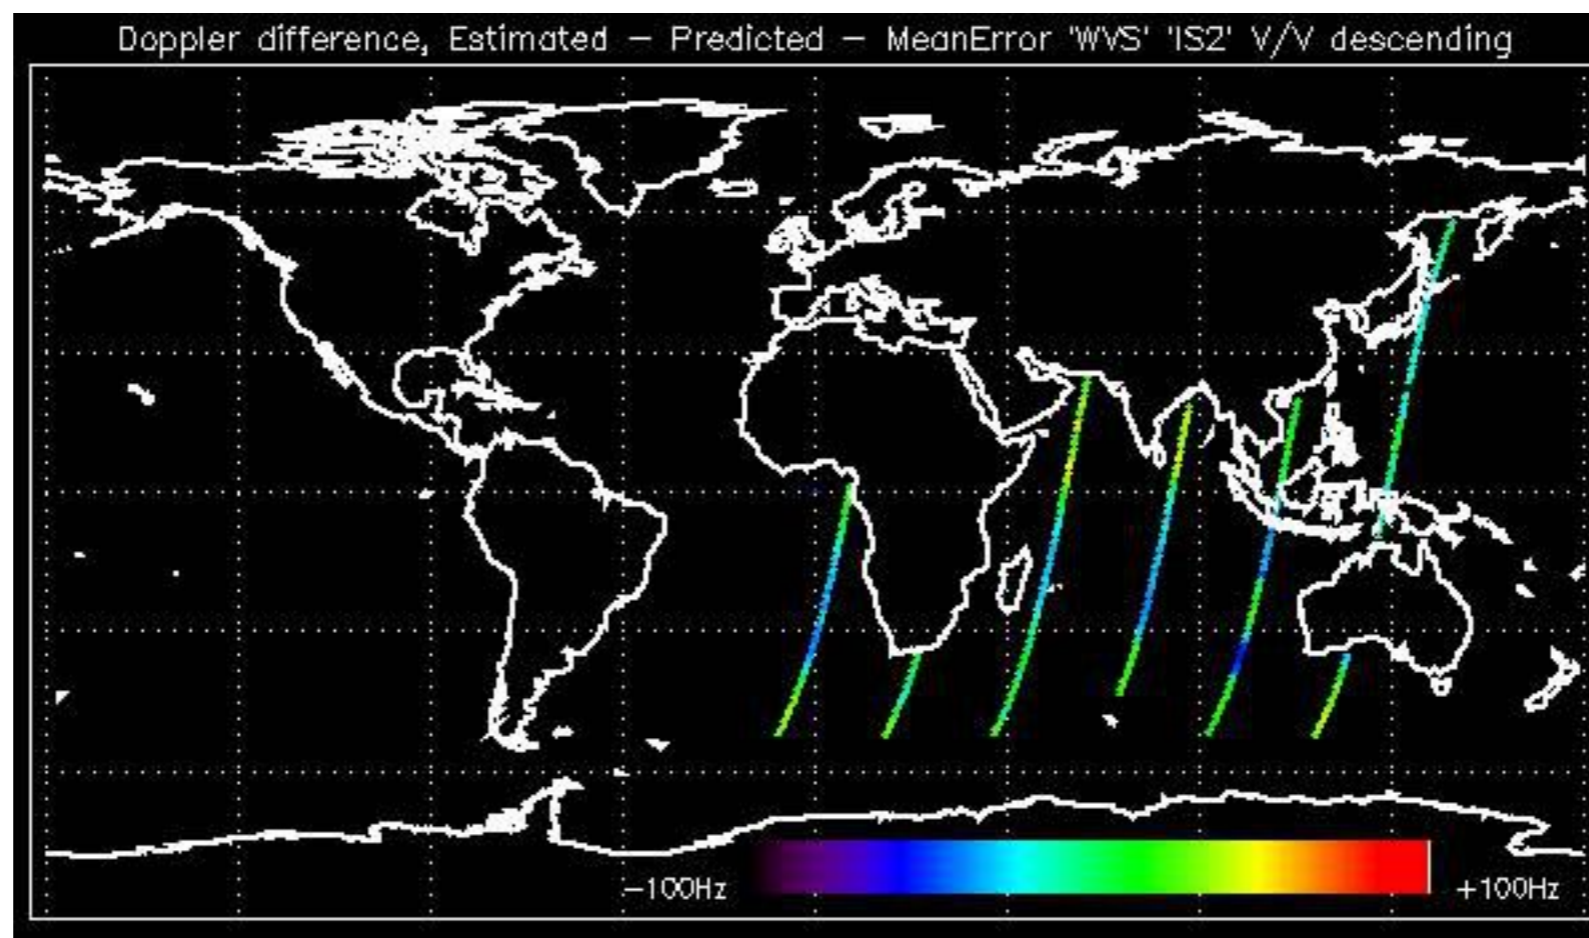 Doppler difference, Estimated – Predicted – MeanError 'WVS' 'IS2' V/V descending
−100Hz +100Hz